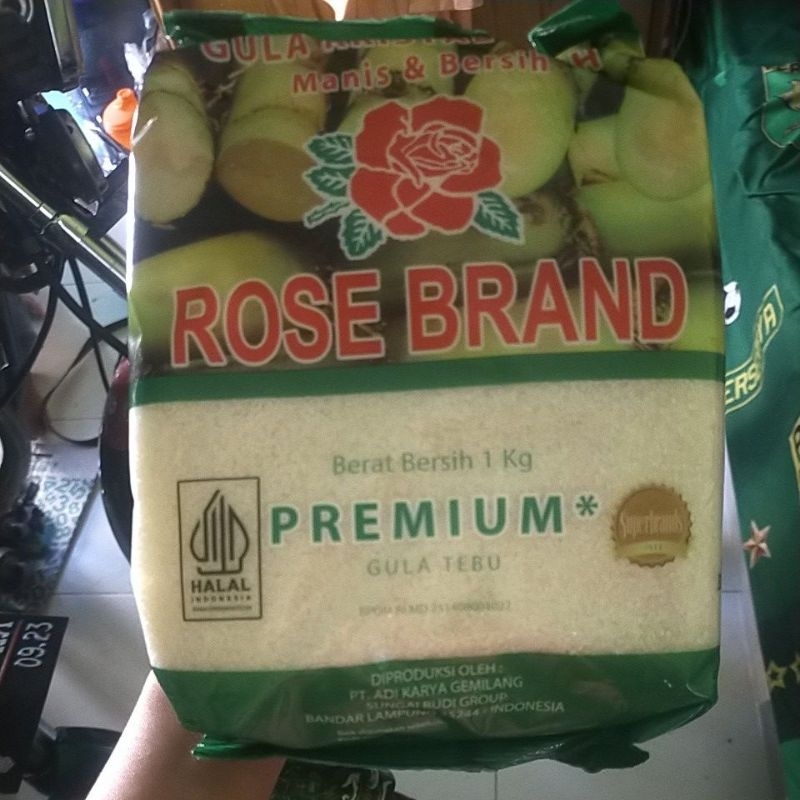 GULA
Manis & Bersih
ROSE BRAND
Berat Bersih 1 Kg
PREMIUM*
GULA TEBU
HALAL
INDONESIA
Superbrands
DIPRODUKSI OLEH :
PT. ADI KARYA GEMILANG
SUNGAI BUDI GROUP
BANDAR LAMPUNG - INDONESIA
09.23